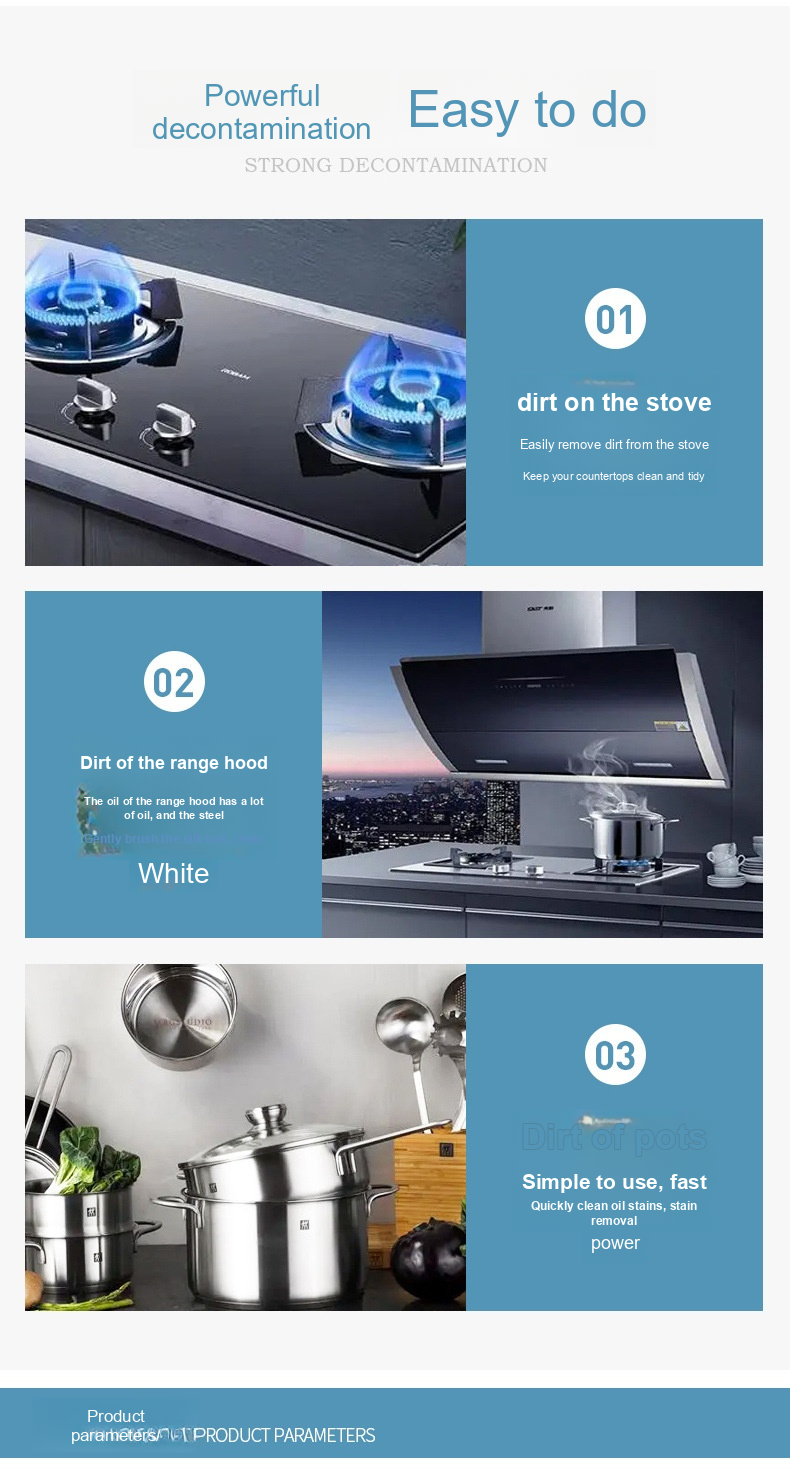 Powerful
decontamination
Easy to do
STRONG DECONTAMINATION
ROBAM
01
dirt on the stove
Easily remove dirt from the stove
Keep your countertops clean and tidy
02
Dirt of the range hood
The oil of the range hood has a lot
of oil, and the steel
Gently brush
White
03
Dirt of pots
Simple to use, fast
Quickly clean oil stains, stain
removal
power
Product
parameters/
PRODUCT PARAMETERS